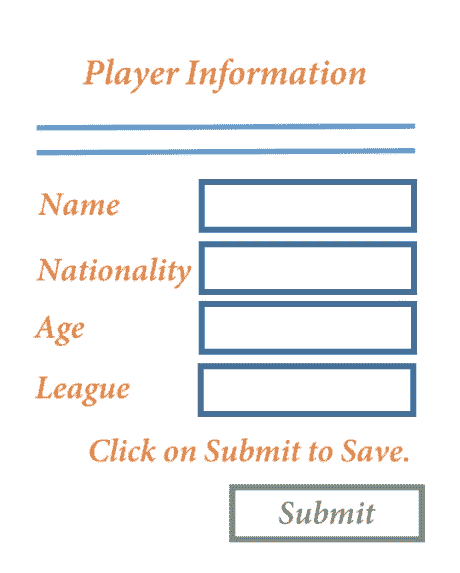 Player Information
Name
Nationality
Age
League
Click on Submit to Save.
Submit